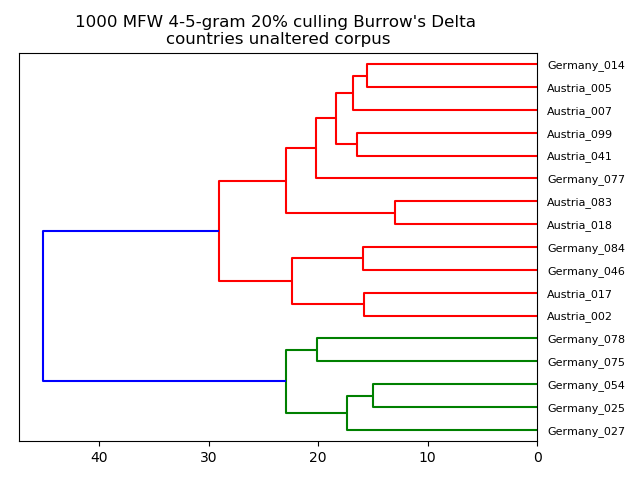 1000 MFW 4-5-gram 20% culling Burrow's Delta
countries unaltered corpus
Germany_014
Austria_005
Austria_007
Austria_099
Austria_041
Germany_077
Austria_083
Austria_018
Germany_084
Germany_046
Austria_017
Austria_002
Germany_078
Germany_075
Germany_054
Germany_025
Germany_027
40 30 20 10 0